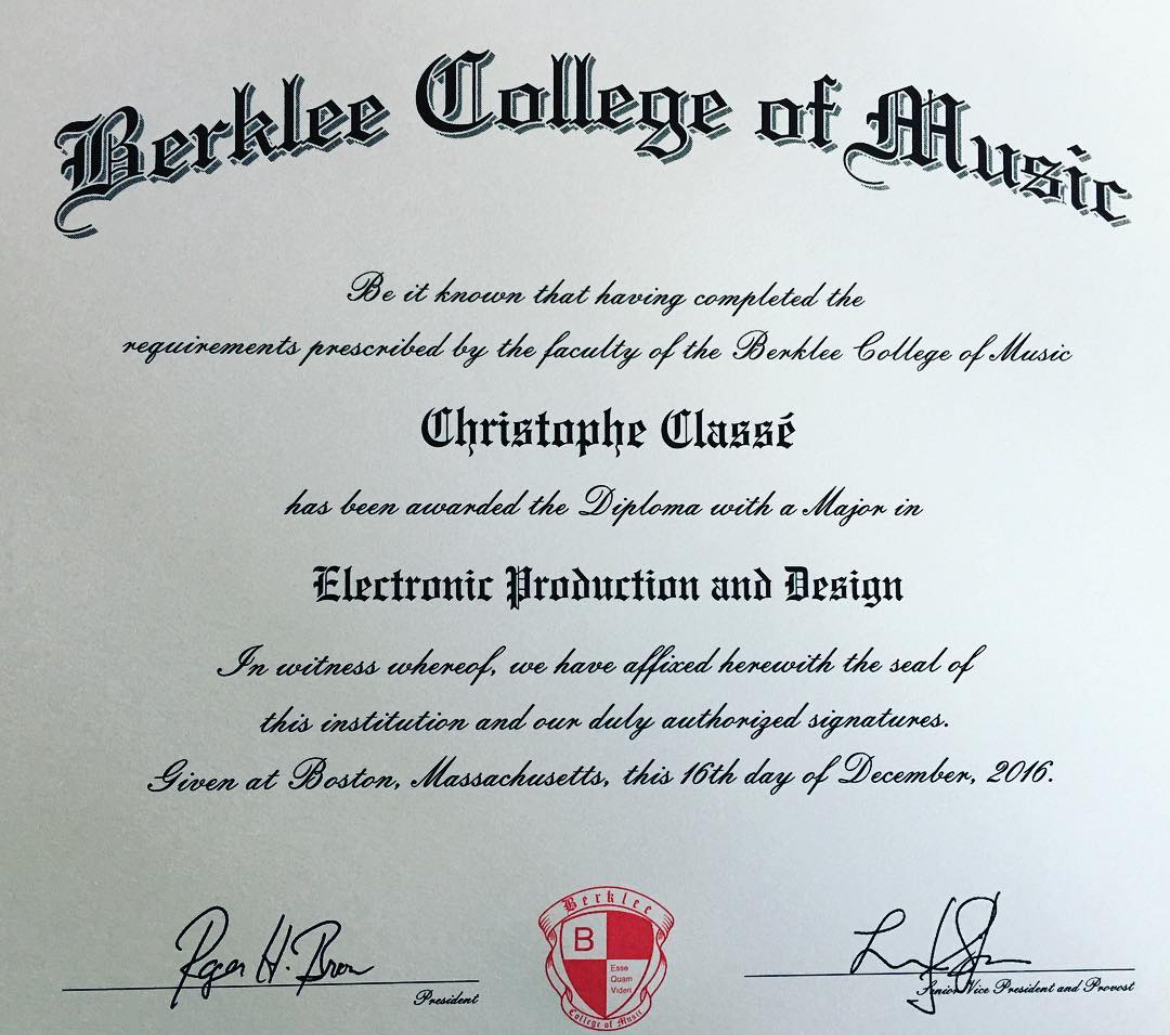 Berklee College of Music
Be it known that having completed the
requirements prescribed by the faculty of the Berklee College of Music
Christophe Classé
has been awarded the Diploma with a Major in
Electronic Production and Design
In witness whereof, we have affixed herewith the seal of
this institution and our duly authorized signatures.
Given at Boston, Massachusetts, this 16th day of December, 2016.
Roger H. Brown
President
Berklee
B
Esse
Quam
Videri
College of Music
Senior Vice President and Provost